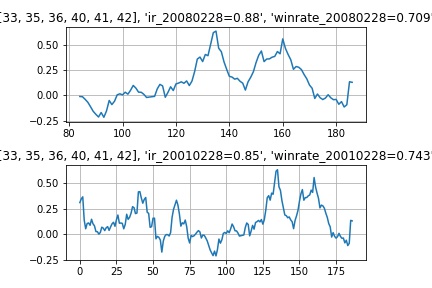 [33, 35, 36, 40, 41, 42], 'ir_20080228=0.88', 'winrate_20080228=0.709'
0.50
0.25
0.00
−0.25
80 100 120 140 160 180
[33, 35, 36, 40, 41, 42], 'ir_20010228=0.85', 'winrate_20010228=0.743'
0.50
0.25
0.00
−0.25
0 25 50 75 100 125 150 175